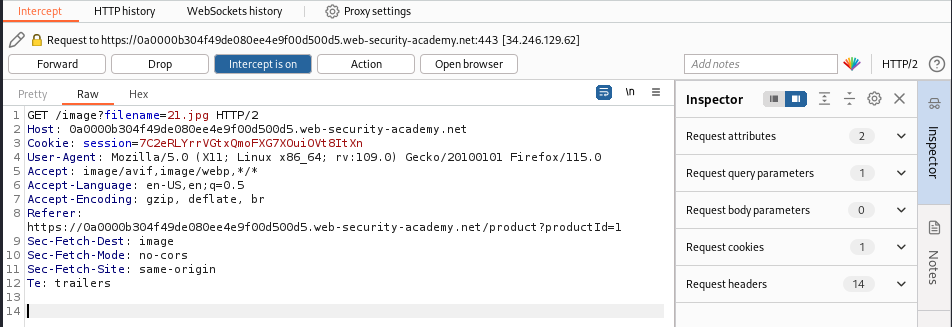 Intercept HTTP history WebSockets history Proxy settings
Request to https://0a0000b304f49de080ee4e9f00d500d5.web-security-academy.net:443 [34.246.129.62]
Forward Drop Intercept is on Action Open browser Add notes HTTP/2 ?
Pretty Raw Hex \n
1 GET /image?filename=21.jpg HTTP/2
2 Host: 0a0000b304f49de080ee4e9f00d500d5.web-security-academy.net
3 Cookie: session=7C2eRLYrrVGtxQmoFXG7XOuiOVt8ItXn
4 User-Agent: Mozilla/5.0 (X11; Linux x86_64; rv:109.0) Gecko/20100101 Firefox/115.0
5 Accept: image/avif,image/webp,*/*
6 Accept-Language: en-US,en;q=0.5
7 Accept-Encoding: gzip, deflate, br
8 Referer:
https://0a0000b304f49de080ee4e9f00d500d5.web-security-academy.net/product?productId=1
9 Sec-Fetch-Dest: image
10 Sec-Fetch-Mode: no-cors
11 Sec-Fetch-Site: same-origin
12 Te: trailers
13
14
Inspector
Request attributes 2
Request query parameters 1
Request body parameters 0
Request cookies 1
Request headers 14
Inspector
Notes